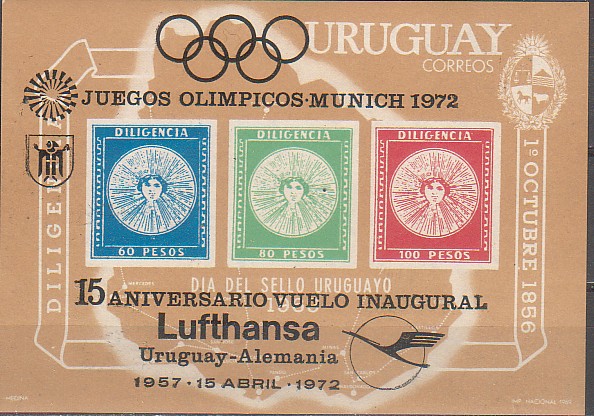 URUGUAY
CORREOS
JUEGOS OLIMPICOS·MUNICH 1972
DILIGENCIA
60 PESOS
DILIGENCIA
80 PESOS
DILIGENCIA
100 PESOS
1º OCTUBRE 1856
DIA DEL SELLO URUGUAYO
15 ANIVERSARIO VUELO INAUGURAL
Lufthansa
Uruguay-Alemania
1957·15 ABRIL·1972